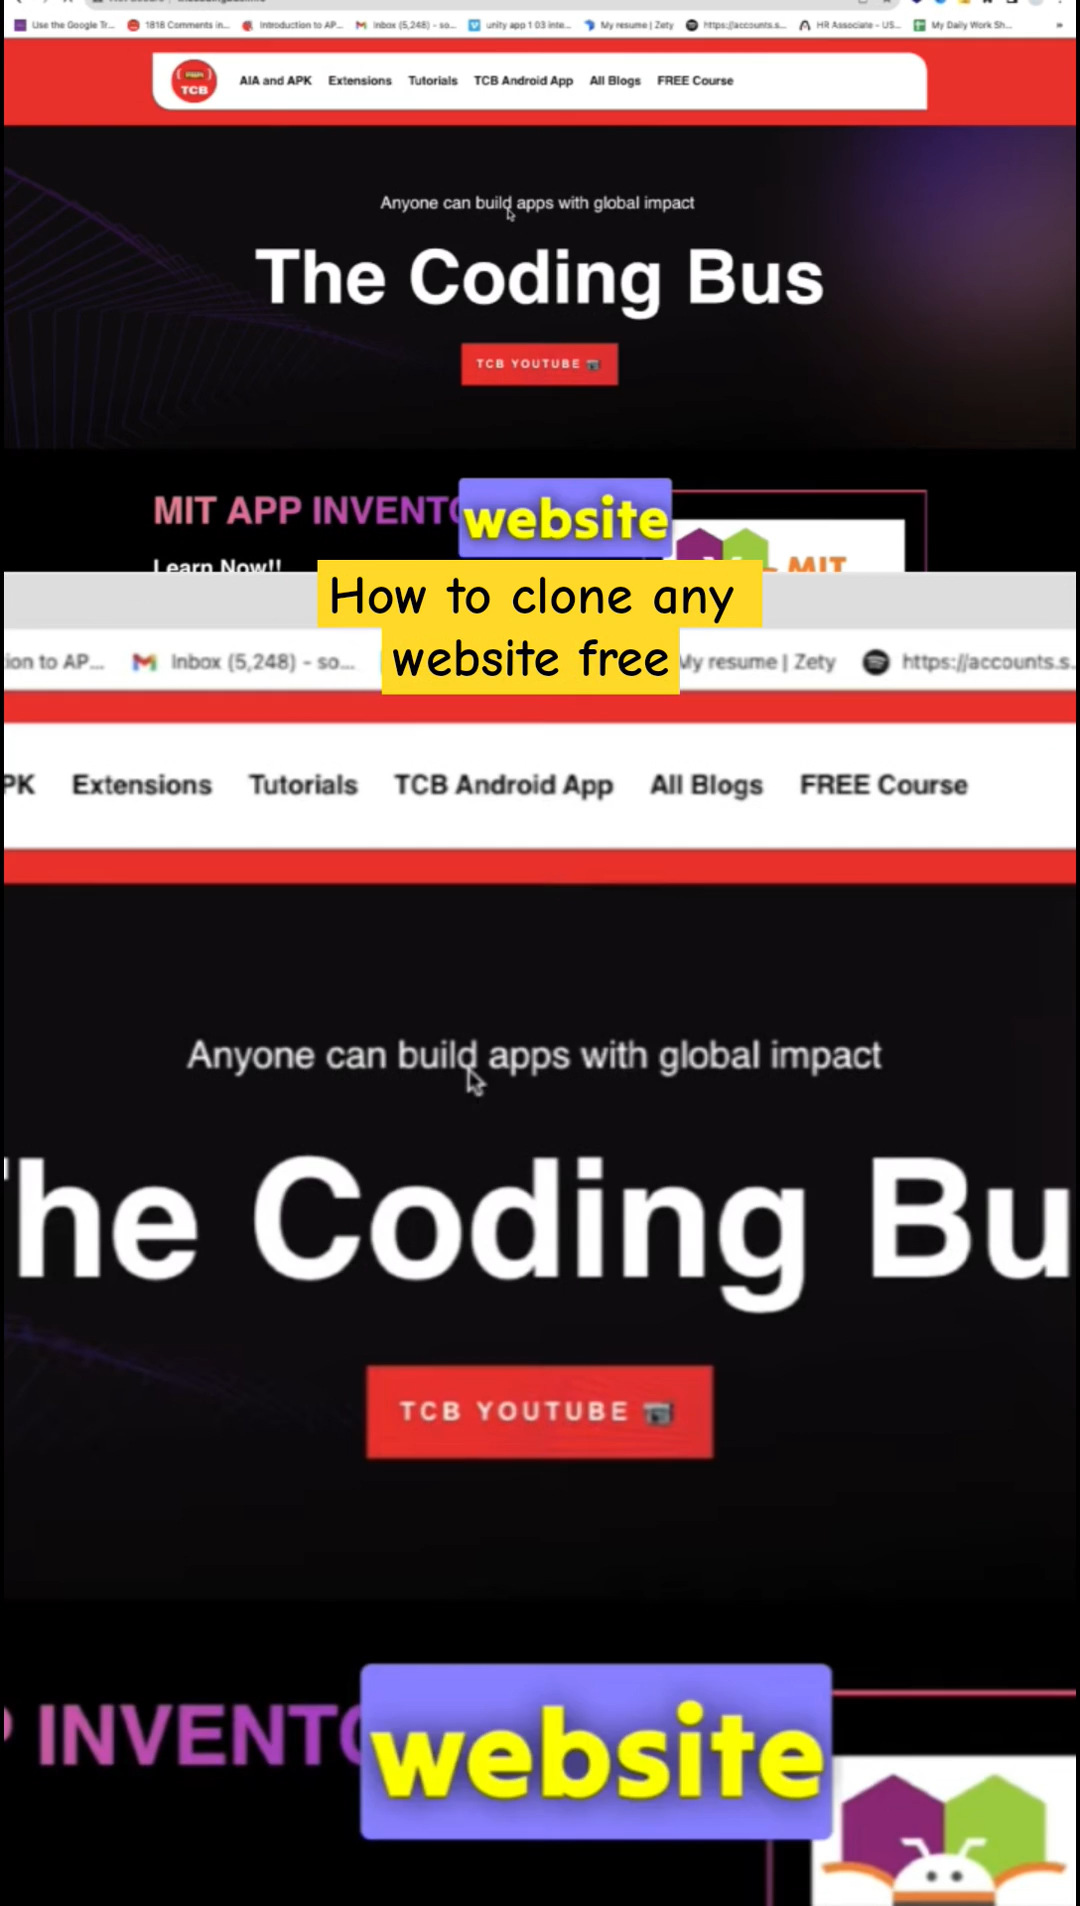 Use the Google Tr...
1818 Comments in...
Introduction to AP...
Inbox (5,248) - so...
unity app 1 03 inte...
My resume | Zety
https://accounts.s...
HR Associate - US...
My Daily Work Sh...
»
TCB
AIA and APK
Extensions
Tutorials
TCB Android App
All Blogs
FREE Course
Anyone can build apps with global impact
The Coding Bus
TCB YOUTUBE
MIT APP INVENTO
website
Learn Now!!
MIT
How to clone any
website free
ion to AP...
Inbox (5,248) - so...
My resume | Zety
https://accounts.s.
PK
Extensions
Tutorials
TCB Android App
All Blogs
FREE Course
Anyone can build apps with global impact
he Coding Bu
TCB YOUTUBE
INVENTO
website